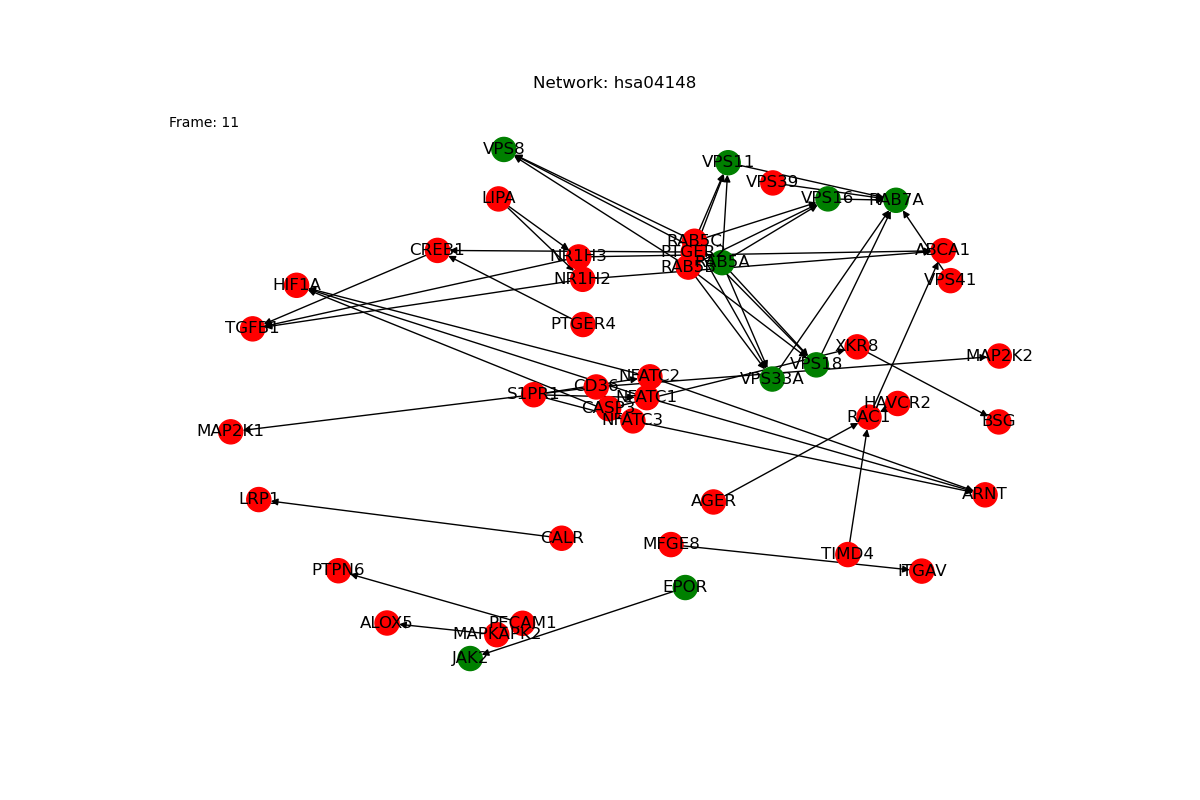 Network: hsa04148
Frame: 11
VPS8
VPS11
VPS39
LIPA
VPS16
RAB7A
RAB5C
CREB1
ABCA1
NR1H3
RAB5A
RAB5B
NR1H2
VPS41
HIF1A
PTGER4
TGFB1
XKR8
MAP2K2
VPS18
NFATC2
VPS33A
CD36
S1PR1
NFATC1
HAVCR2
CASP3
RAC1
NFATC3
BSG
MAP2K1
ARNT
LRP1
AGER
CALR
MFGE8
TIMD4
PTPN6
ITGAV
EPOR
ALOX5
PECAM1
MAPKAPK2
JAK2